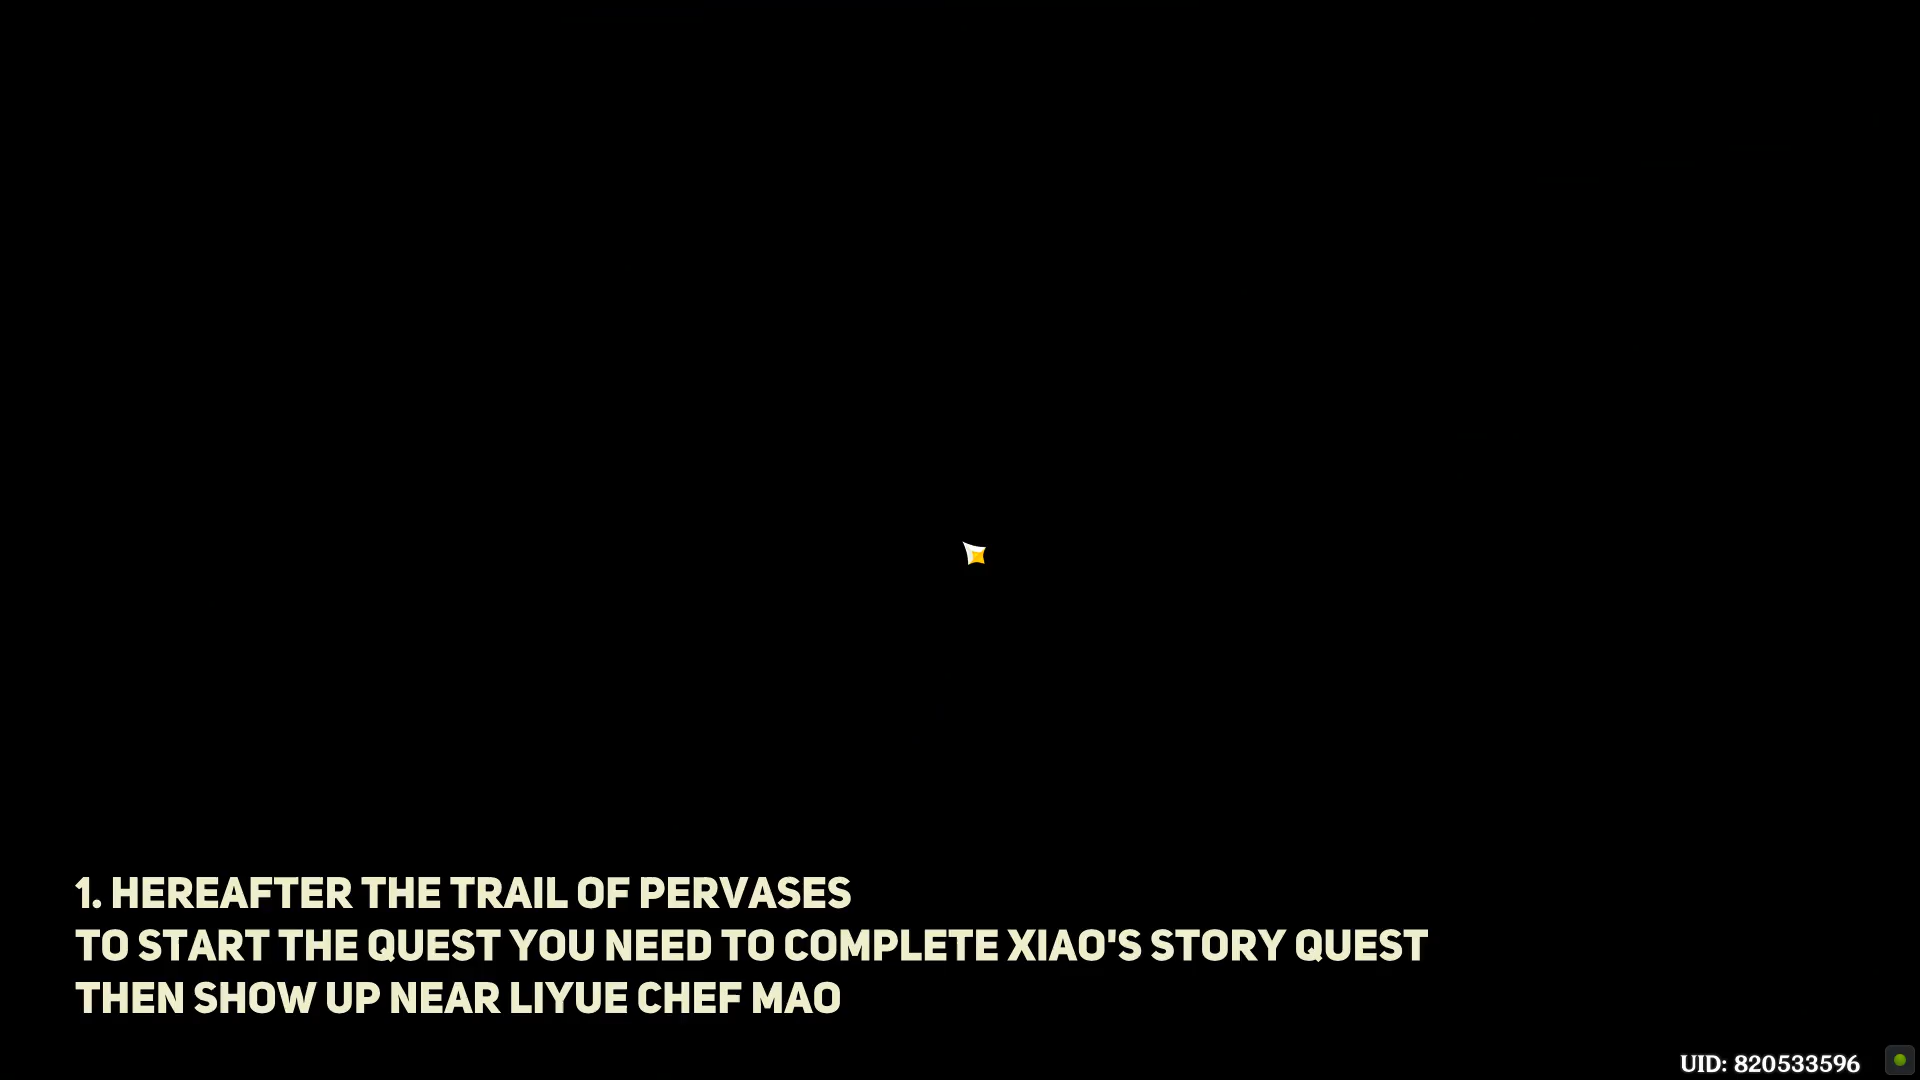 1. HEREAFTER THE TRAIL OF PERVASES
TO START THE QUEST YOU NEED TO COMPLETE XIAO'S STORY QUEST
THEN SHOW UP NEAR LIYUE CHEF MAO
UID: 820533596